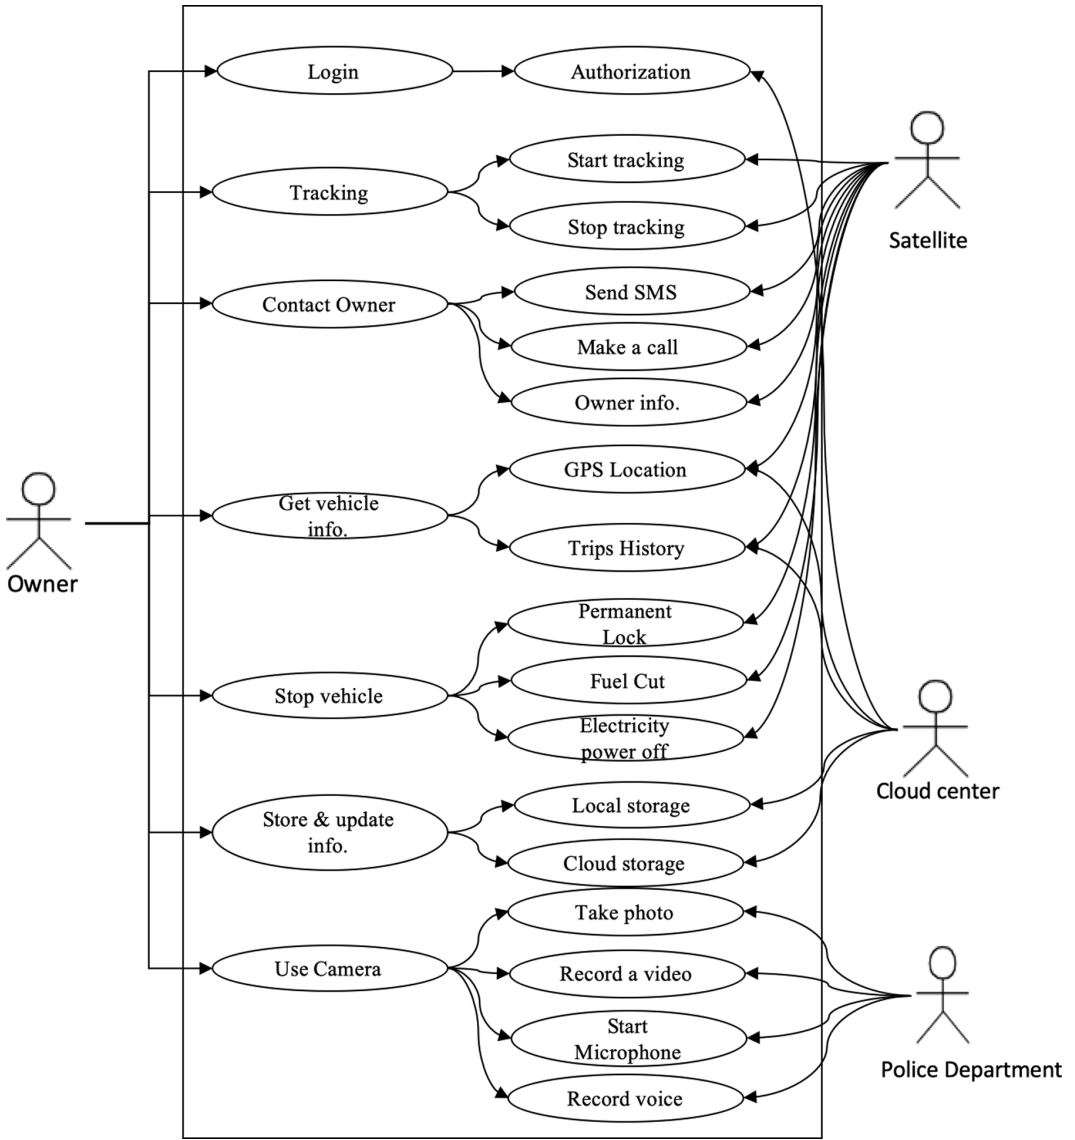 Login
Authorization
Start tracking
Tracking
Stop tracking
Satellite
Send SMS
Contact Owner
Make a call
Owner info.
GPS Location
Get vehicle
info.
Trips History
Owner
Permanent
Lock
Stop vehicle
Fuel Cut
Electricity
power off
Cloud center
Local storage
Store & update
info.
Cloud storage
Take photo
Use Camera
Record a video
Start
Microphone
Police Department
Record voice